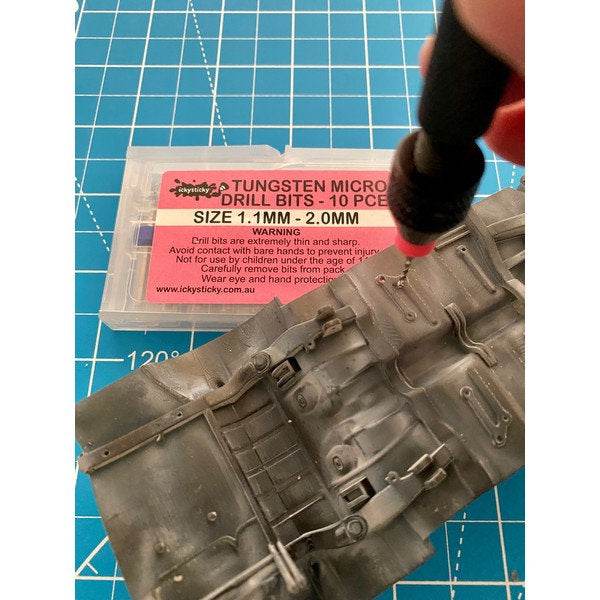 ickysticky
TUNGSTEN MICRO
DRILL BITS - 10 PCE
SIZE 1.1MM - 2.0MM
WARNING
Drill bits are extremely thin and sharp.
Avoid contact with bare hands to prevent injury
Not for use by children under the age of
Carefully remove bits from pack
Wear eye and hand protection
www.ickysticky.com.au
120°